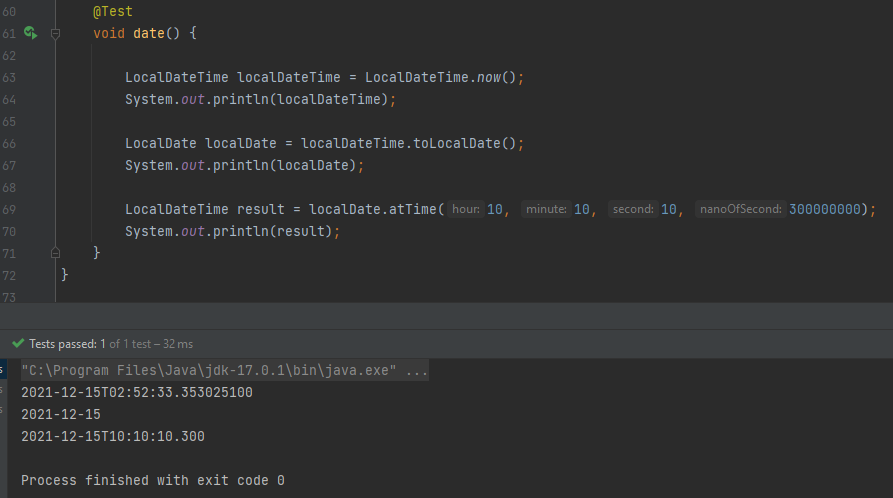 60 @Test
61 void date() {
62
63 LocalDateTime localDateTime = LocalDateTime.now();
64 System.out.println(localDateTime);
65
66 LocalDate localDate = localDateTime.toLocalDate();
67 System.out.println(localDate);
68
69 LocalDateTime result = localDate.atTime( hour: 10, minute: 10, second: 10, nanoOfSecond: 300000000);
70 System.out.println(result);
71 }
72 }
73
Tests passed: 1 of 1 test – 32 ms
"C:\Program Files\Java\jdk-17.0.1\bin\java.exe" ...
2021-12-15T02:52:33.353025100
2021-12-15
2021-12-15T10:10:10.300
Process finished with exit code 0